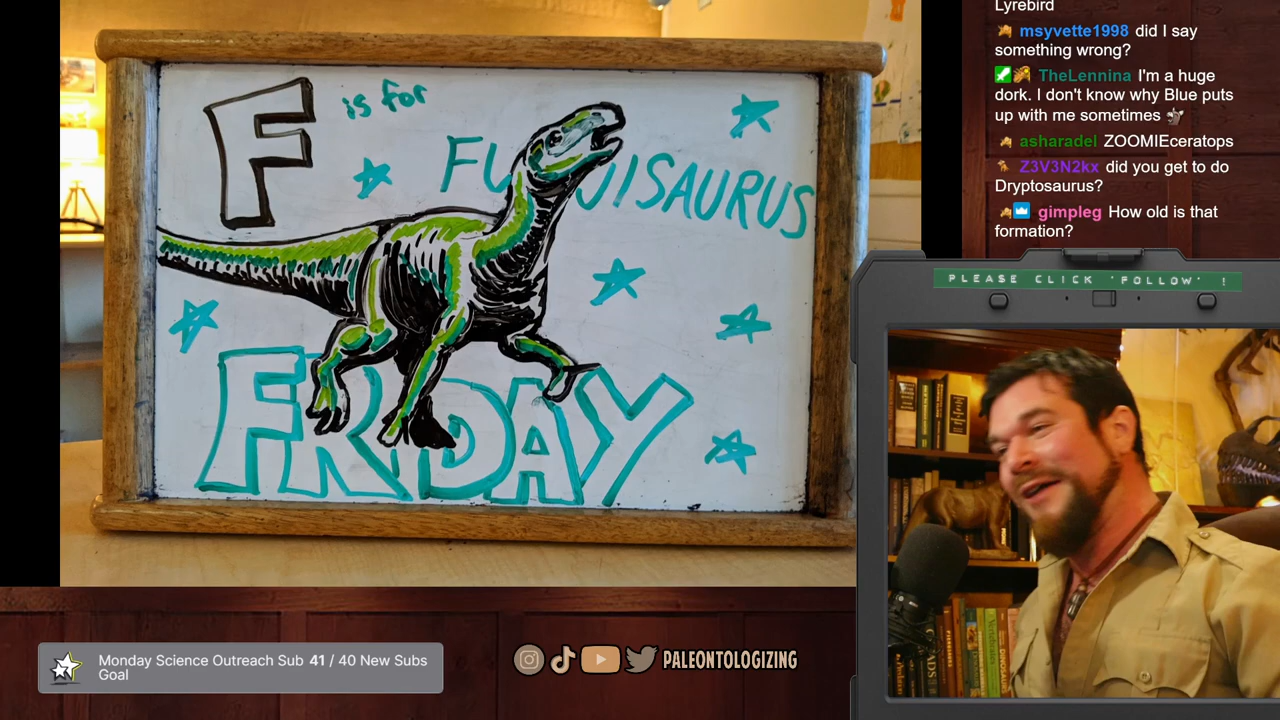 F
is for
FU JISAURUS
FRIDAY
Lyrebird
msyvette1998 did I say
something wrong?
TheLennina I'm a huge
dork. I don't know why Blue puts
up with me sometimes
asharadel ZOOMIEceratops
Z3V3N2kx did you get to do
Dryptosaurus?
gimpleg How old is that
formation?
PLEASE CLICK "FOLLOW" !
Monday Science Outreach Sub 41 / 40 New Subs
Goal
PALEONTOLOGIZING